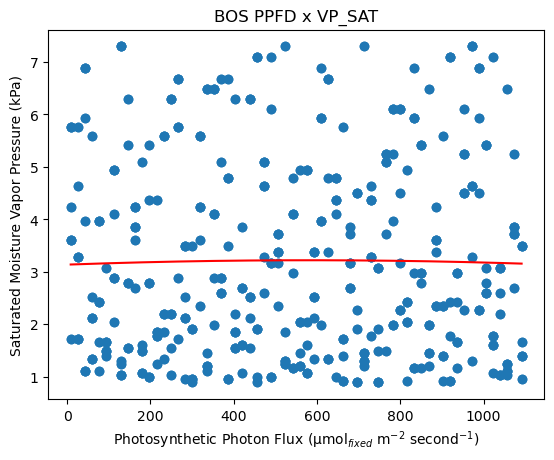 BOS PPFD x VP_SAT
7
6
5
4
3
2
1
Saturated Moisture Vapor Pressure (kPa)
0 200 400 600 800 1000
Photosynthetic Photon Flux (μmol_fixed m⁻² second⁻¹)